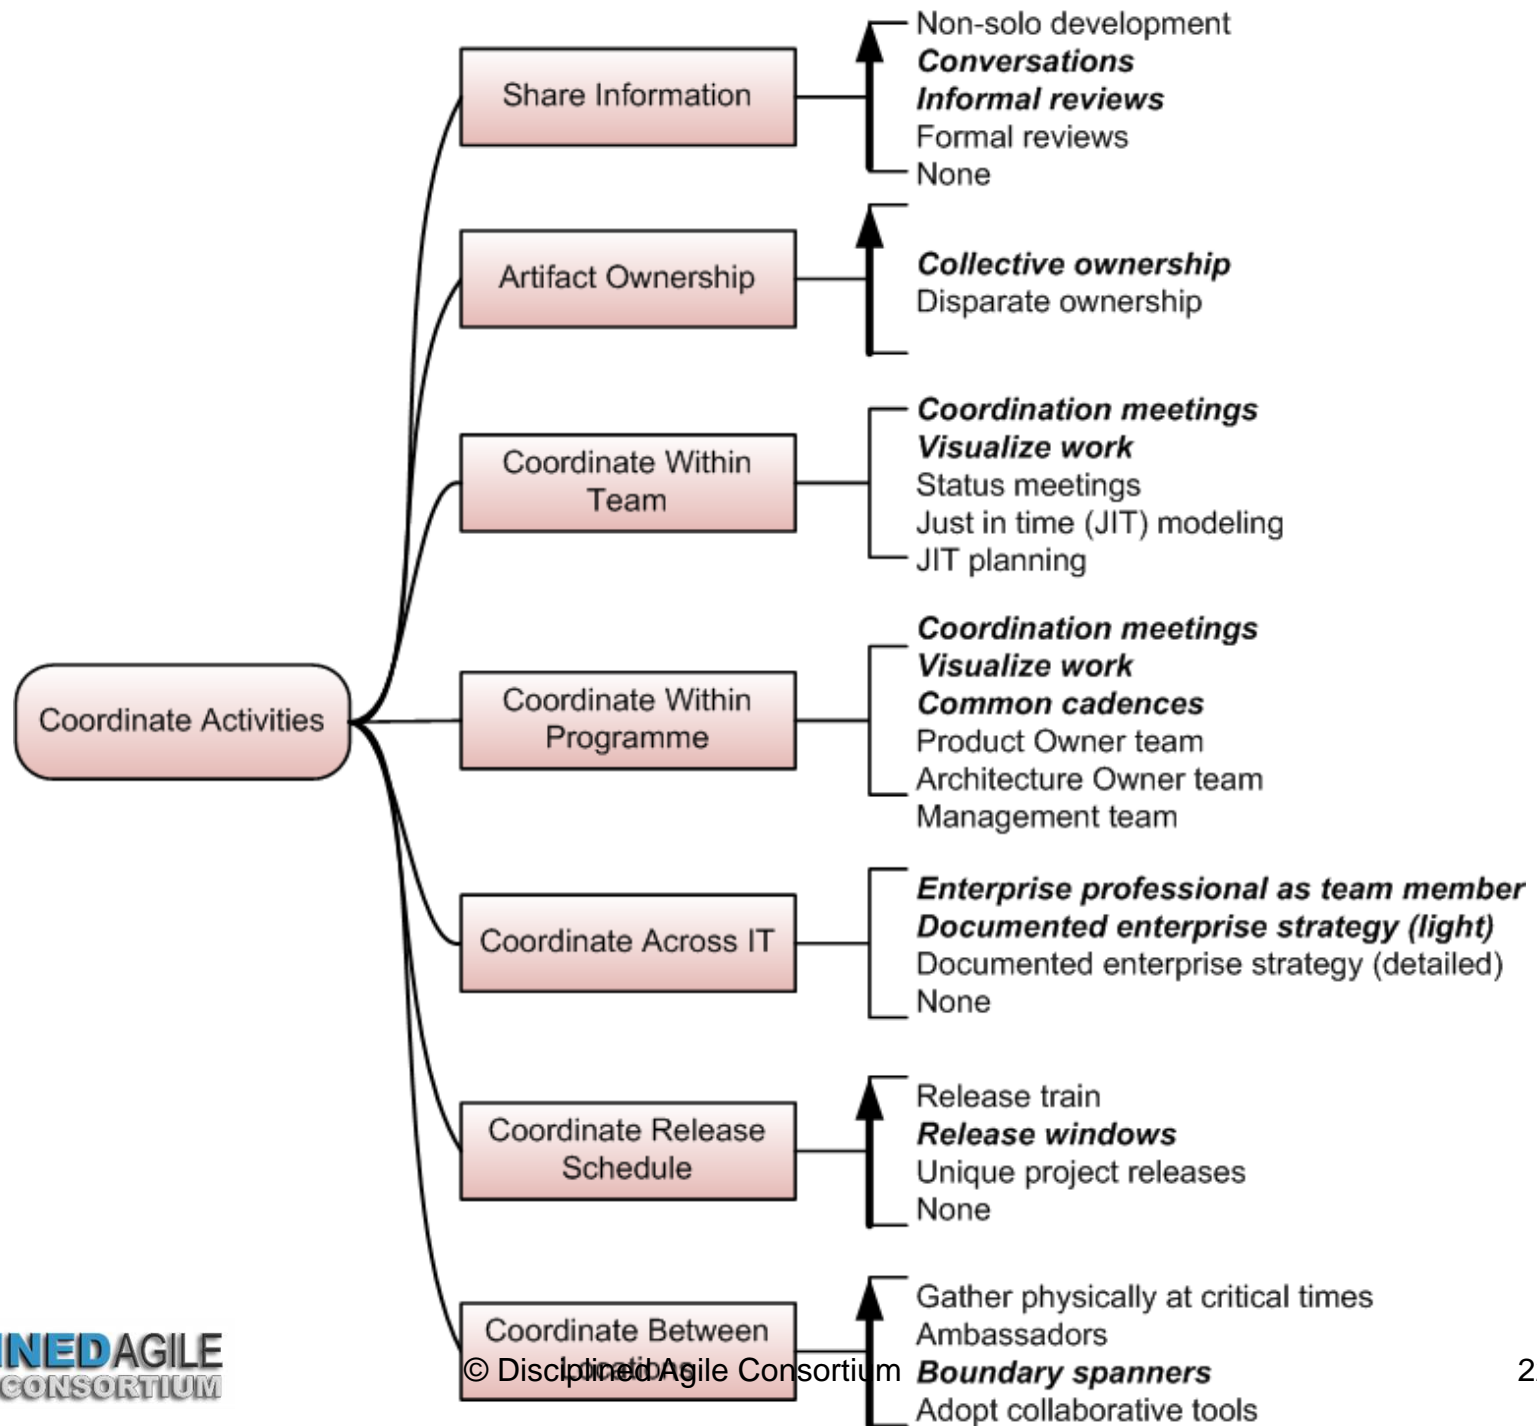 Coordinate Activities
Share Information
Non-solo development
Conversations
Informal reviews
Formal reviews
None
Artifact Ownership
Collective ownership
Disparate ownership
Coordinate Within
Team
Coordination meetings
Visualize work
Status meetings
Just in time (JIT) modeling
JIT planning
Coordinate Within
Programme
Coordination meetings
Visualize work
Common cadences
Product Owner team
Architecture Owner team
Management team
Coordinate Across IT
Enterprise professional as team member
Documented enterprise strategy (light)
Documented enterprise strategy (detailed)
None
Coordinate Release
Schedule
Release train
Release windows
Unique project releases
None
Coordinate Between
Locations
Gather physically at critical times
Ambassadors
Boundary spanners
Adopt collaborative tools
INED AGILE
CONSORTIUM
© Disciplined Agile Consortium